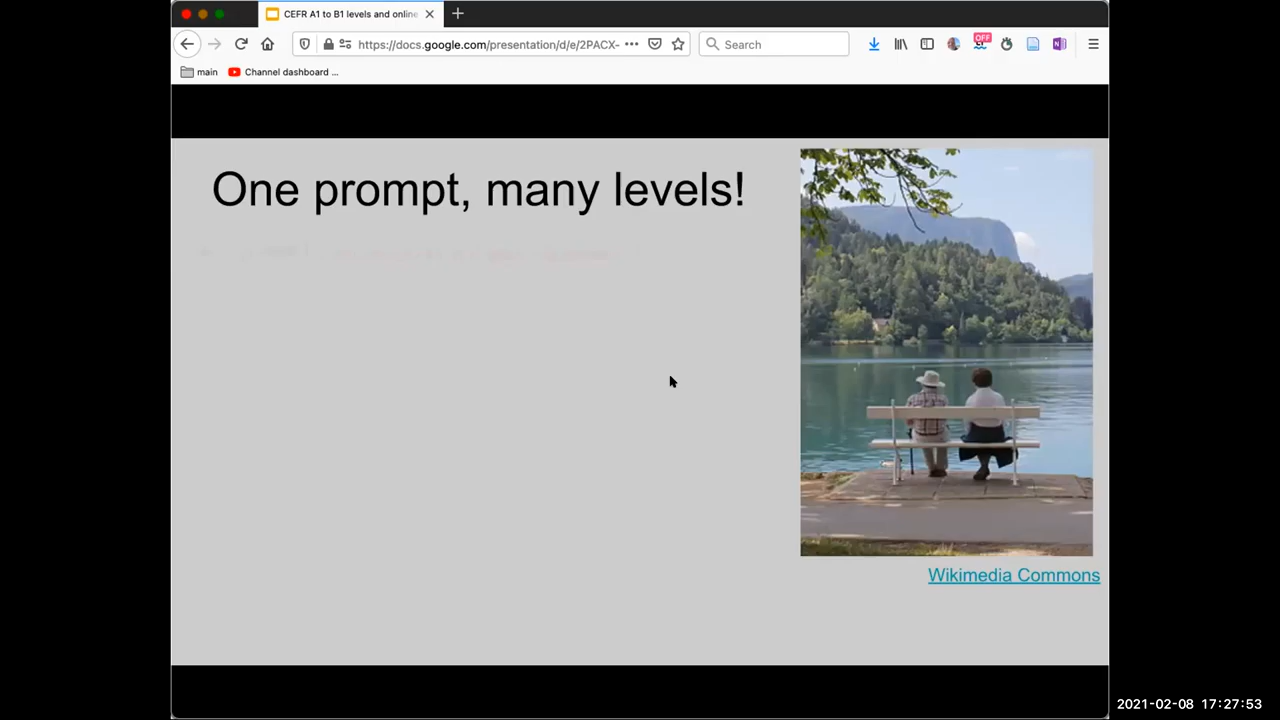 CEFR A1 to B1 levels and online
https://docs.google.com/presentation/d/e/2PACX-
Search
OFF
main
Channel dashboard ...
One prompt, many levels!
Wikimedia Commons
2021-02-08 17:27:53